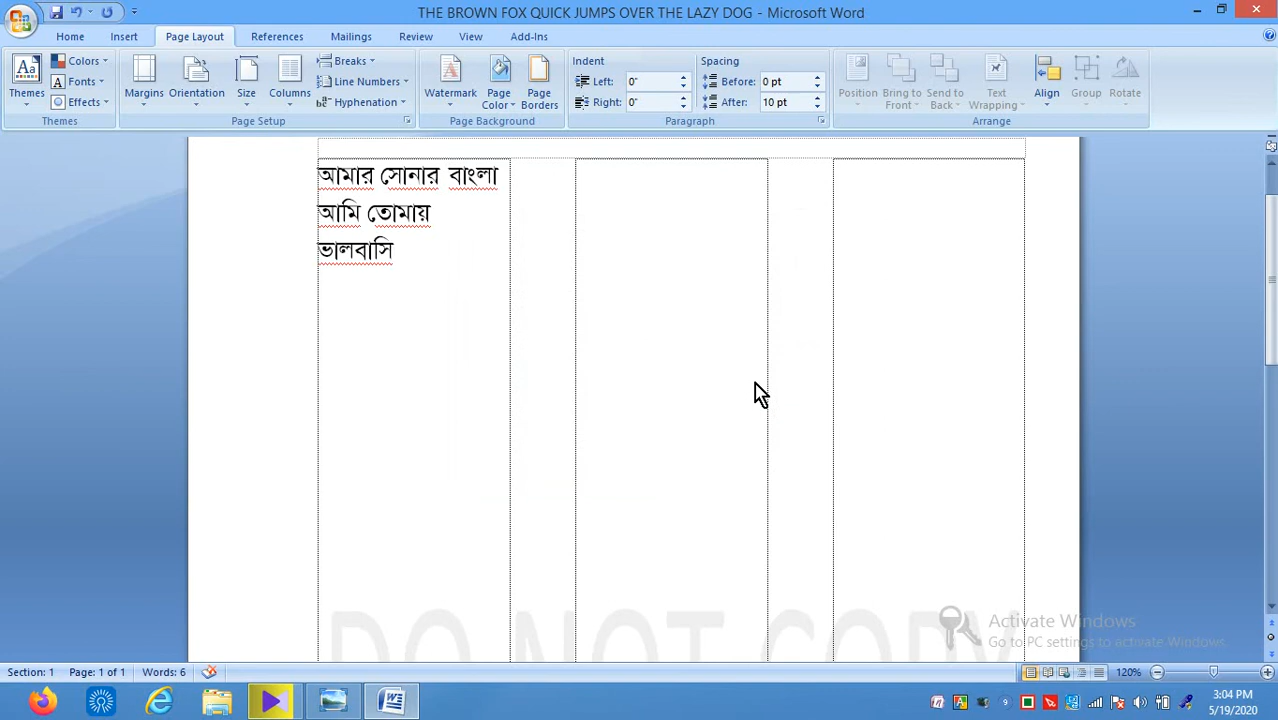 THE BROWN FOX QUICK JUMPS OVER THE LAZY DOG - Microsoft Word
Home Insert Page Layout References Mailings Review View Add-Ins
Themes Colors Fonts Effects
Themes
Margins Orientation Size Columns Breaks Line Numbers Hyphenation
Page Setup
Watermark Page Color Page Borders
Page Background
Indent Spacing
Left: 0" Before: 0 pt
Right: 0" After: 10 pt
Paragraph
Position Bring to Front Send to Back Text Wrapping Align Group Rotate
Arrange
আমার সোনার বাংলা
আমি তোমায়
ভালবাসি
DO NOT COPY
Activate Windows
Go to PC settings to activate Windows.
Section: 1 Page: 1 of 1 Words: 6 120%
3:04 PM
5/19/2020